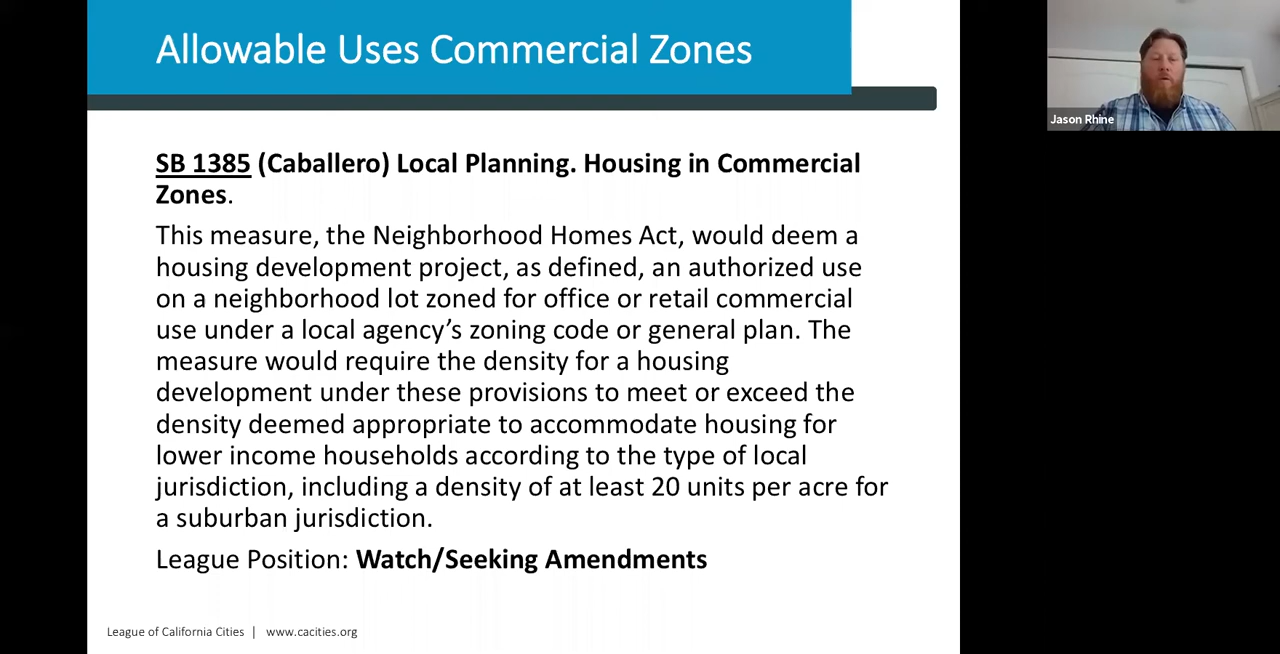 Allowable Uses Commercial Zones
Jason Rhine
SB 1385 (Caballero) Local Planning. Housing in Commercial
Zones.
This measure, the Neighborhood Homes Act, would deem a
housing development project, as defined, an authorized use
on a neighborhood lot zoned for office or retail commercial
use under a local agency’s zoning code or general plan. The
measure would require the density for a housing
development under these provisions to meet or exceed the
density deemed appropriate to accommodate housing for
lower income households according to the type of local
jurisdiction, including a density of at least 20 units per acre for
a suburban jurisdiction.
League Position: Watch/Seeking Amendments
League of California Cities | www.cacities.org